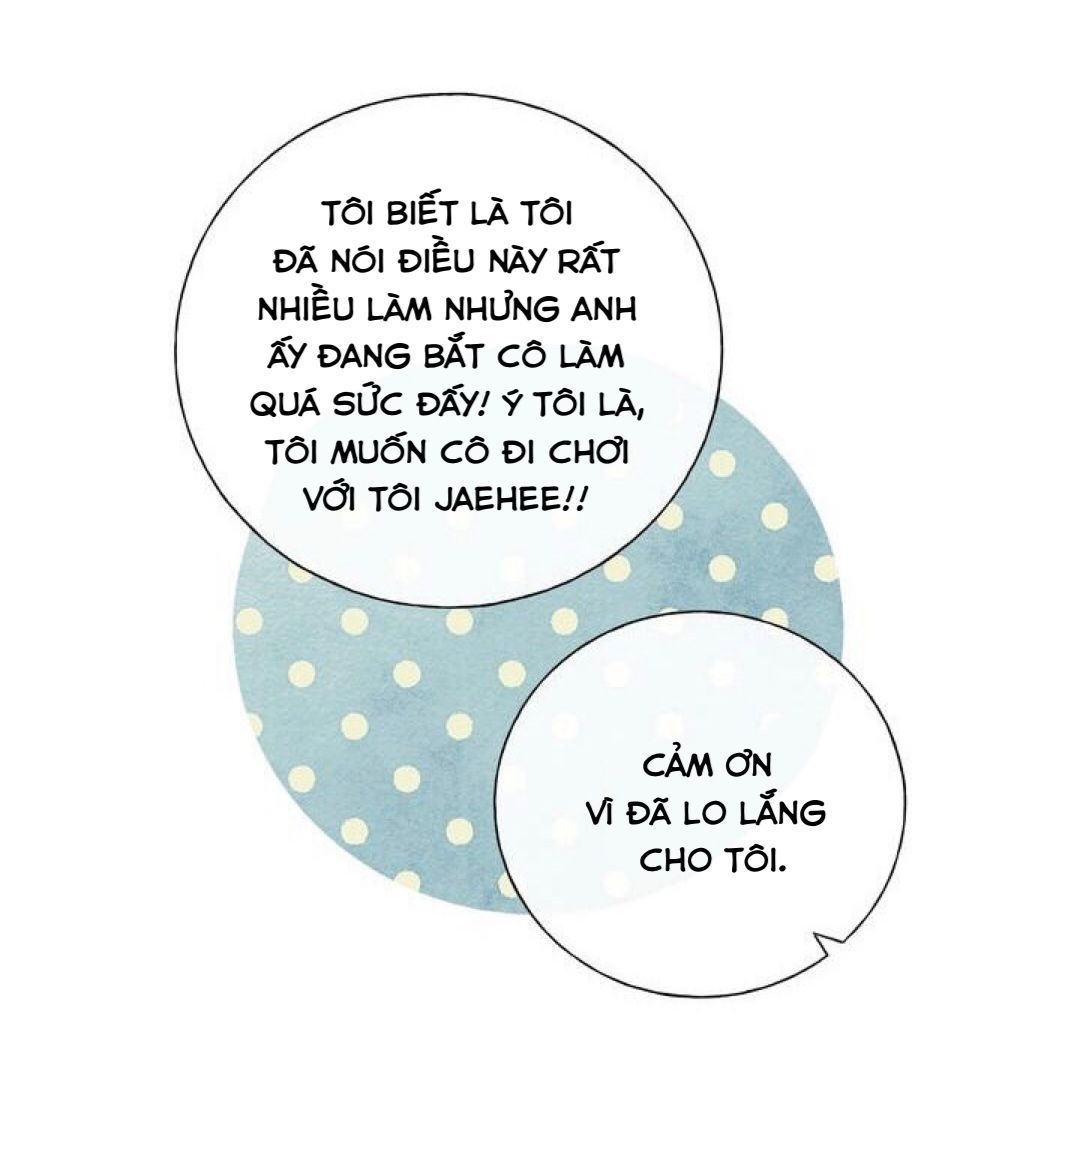 TÔI BIẾT LÀ TÔI
ĐÃ NÓI ĐIỀU NÀY RẤT
NHIỀU LÀM NHƯNG ANH
ẤY ĐANG BẮT CÔ LÀM
QUÁ SỨC ĐẤY! Ý TÔI LÀ,
TÔI MUỐN CÔ ĐI CHƠI
VỚI TÔI JAEHEE!!
CẢM ƠN
VÌ ĐÃ LO LẮNG
CHO TÔI.